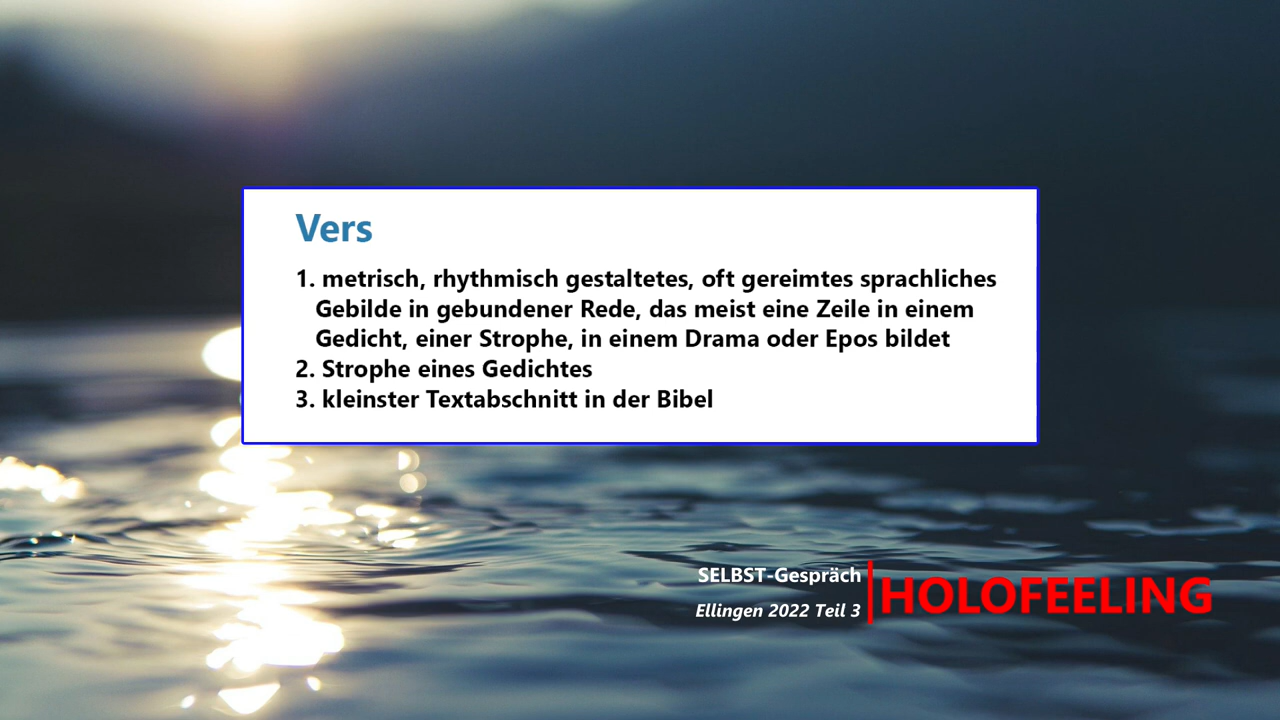 Vers
1. metrisch, rhythmisch gestaltetes, oft gereimtes sprachliches
Gebilde in gebundener Rede, das meist eine Zeile in einem
Gedicht, einer Strophe, in einem Drama oder Epos bildet
2. Strophe eines Gedichtes
3. kleinster Textabschnitt in der Bibel
SELBST-Gespräch
Ellingen 2022 Teil 3
HOLOFEELING